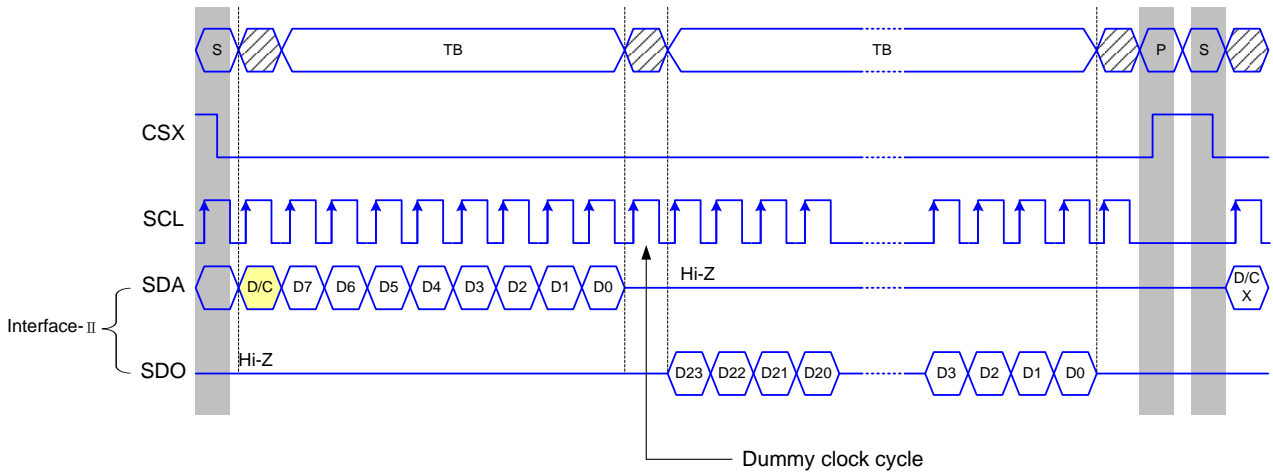 S TB TB P S
CSX
SCL
Hi-Z
SDA D/C D7 D6 D5 D4 D3 D2 D1 D0 D/C
X
Interface-Ⅱ
Hi-Z
SDO D23 D22 D21 D20 D3 D2 D1 D0
Dummy clock cycle